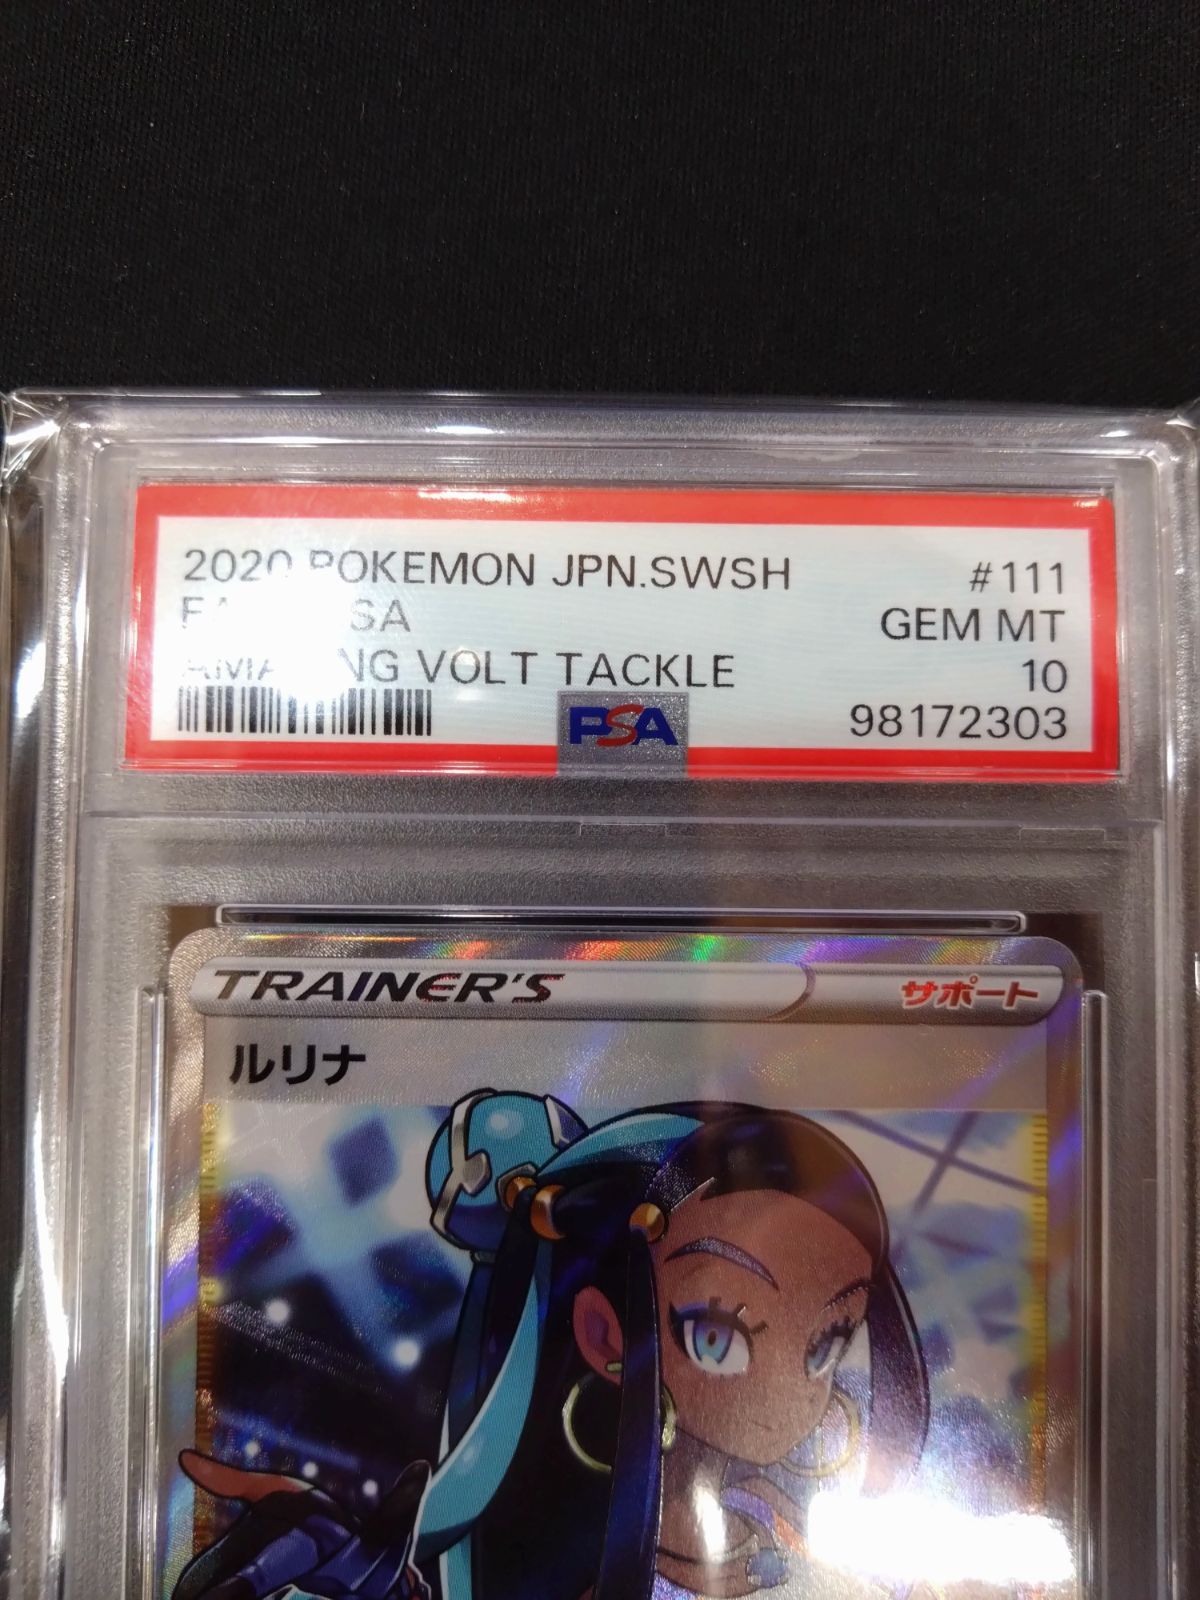 2020 POKEMON JPN.SWSH #111
GEM MT
VOLT TACKLE 10
PSA 98172303
TRAINER'S サポート
ルリナ